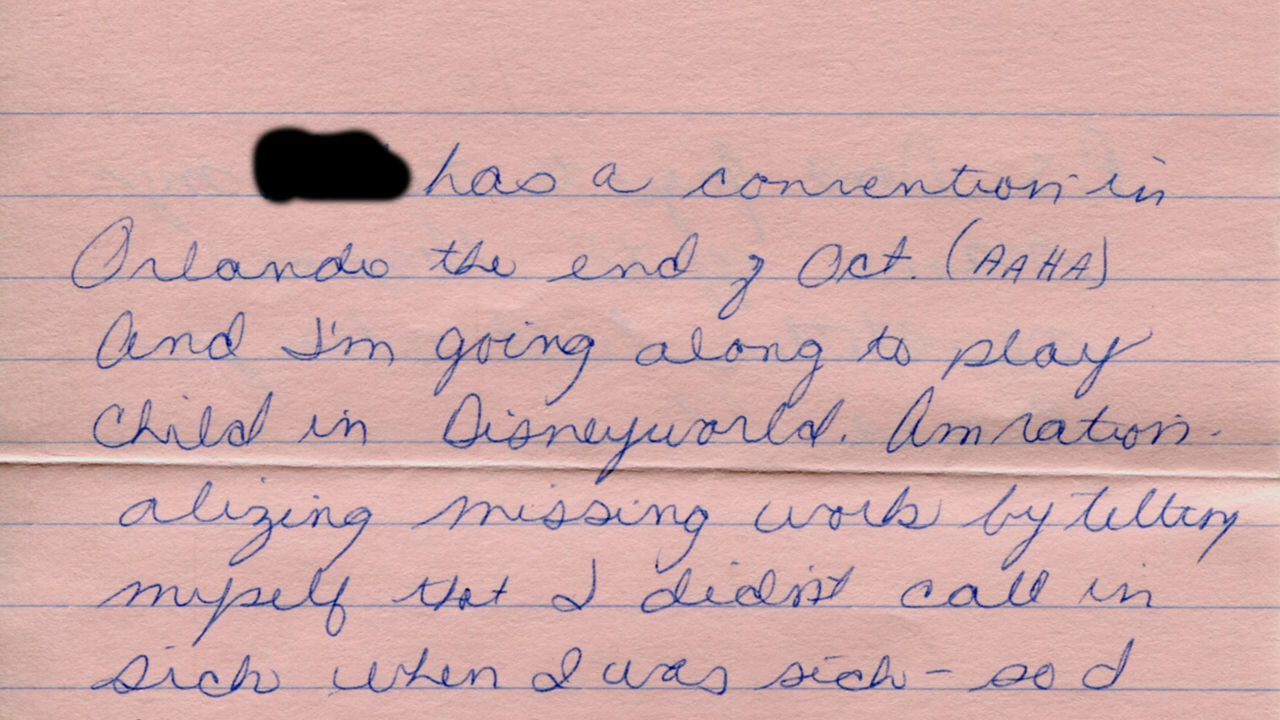 has a convention in
Orlando the end of Oct. (AAHA)
And I'm going along to play
child in Disneyworld. Am ration-
alizing missing work by telling
myself that I didn't call in
sick when I was sick - so I